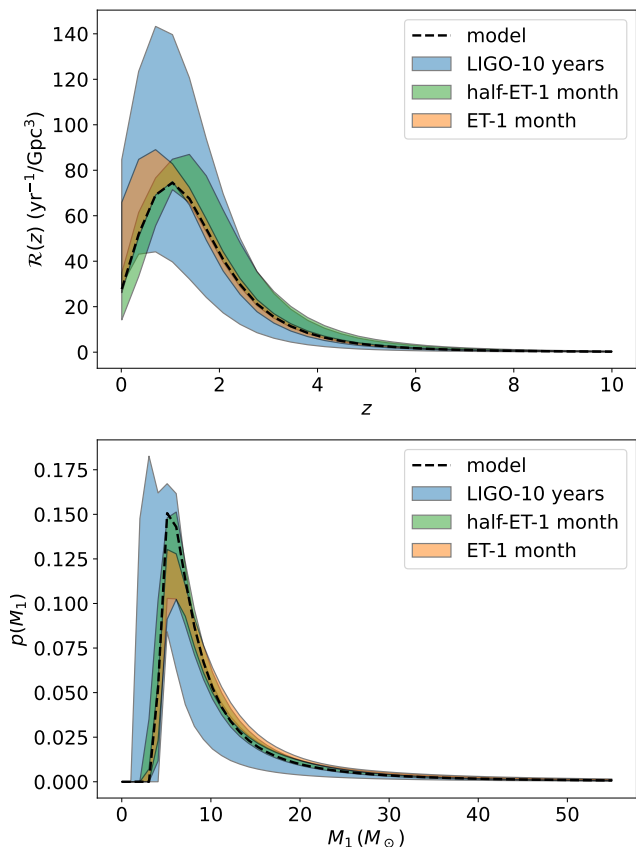 140
120
100
80
60
40
20
0
ℛ(z) (yr⁻¹/Gpc³)
model
LIGO-10 years
half-ET-1 month
ET-1 month
0 2 4 6 8 10
z
0.175
0.150
0.125
0.100
0.075
0.050
0.025
0.000
p(M₁)
model
LIGO-10 years
half-ET-1 month
ET-1 month
0 10 20 30 40 50
M₁(M⊙)